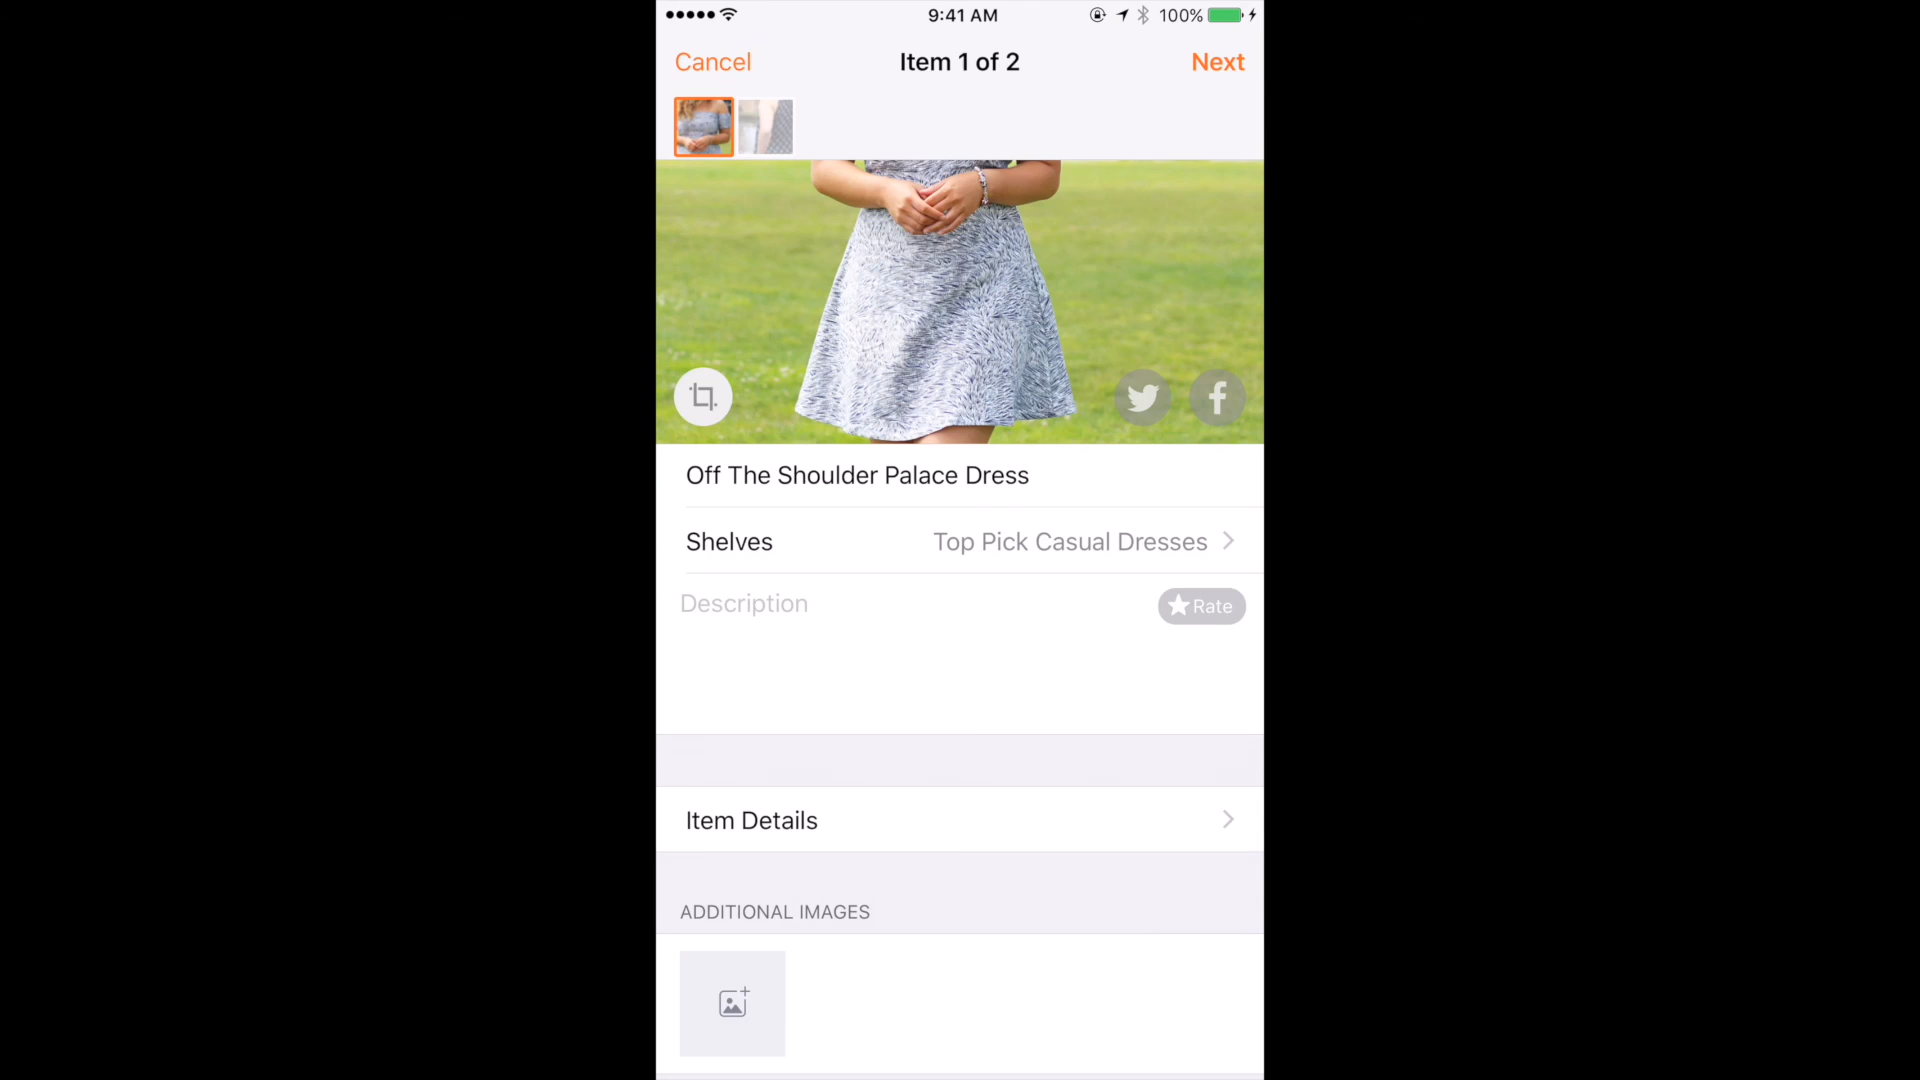 9:41 AM
100%
Cancel
Item 1 of 2
Next
Off The Shoulder Palace Dress
Shelves
Top Pick Casual Dresses
Description
Rate
Item Details
ADDITIONAL IMAGES